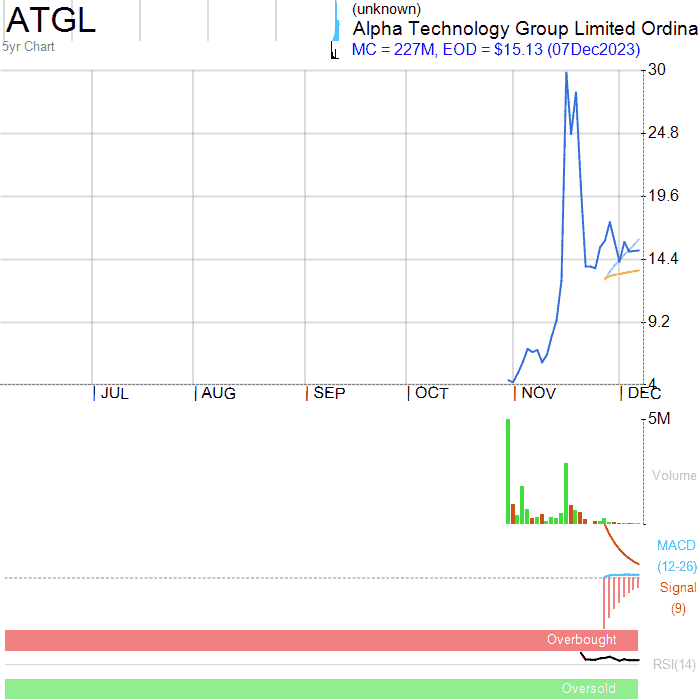 ATGL
5yr Chart
(unknown)
Alpha Technology Group Limited Ordina
MC = 227M, EOD = $15.13 (07Dec2023)
30
24.8
19.6
14.4
9.2
4
JUL
AUG
SEP
OCT
NOV
DEC
5M
Volume
MACD
(12-26)
Signal
(9)
Overbought
RSI(14)
Oversold